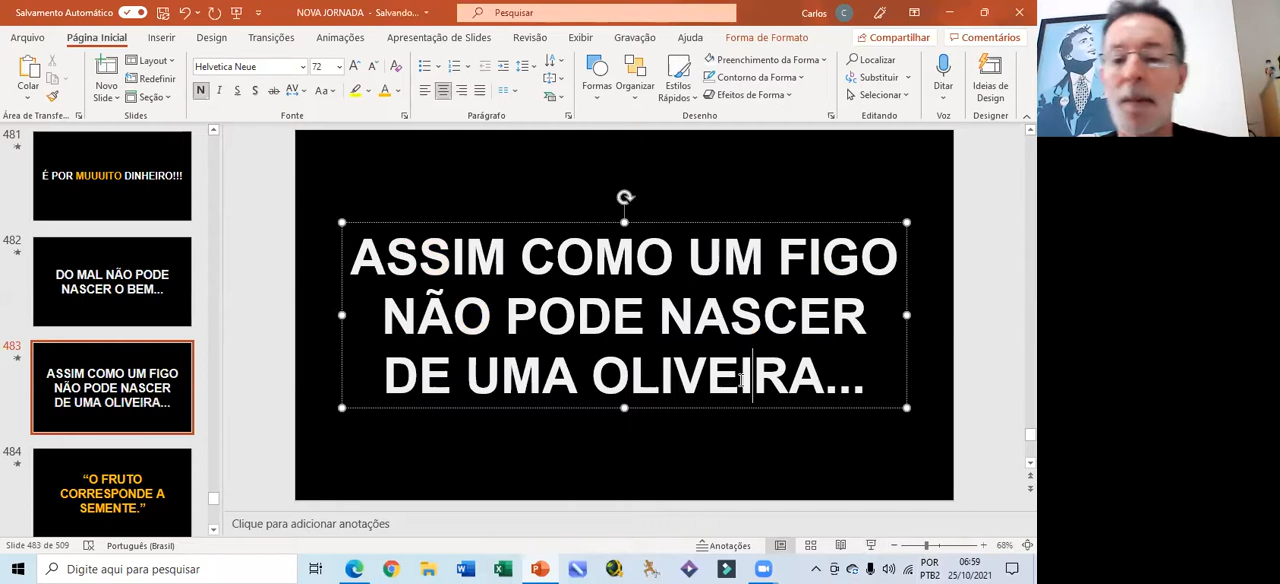 Salvamento Automático
NOVA JORNADA - Salvando...
Pesquisar
Carlos
C
Arquivo
Página Inicial
Inserir
Design
Transições
Animações
Apresentação de Slides
Revisão
Exibir
Gravação
Ajuda
Forma de Formato
Compartilhar
Comentários
Colar
Novo
Slide
Layout
Redefinir
Seção
Helvetica Neue
72
N I S S ab AV Aa
A
Formas
Organizar
Estilos
Rápidos
Preenchimento da Forma
Contorno da Forma
Efeitos de Forma
Localizar
Substituir
Selecionar
Ditar
Ideias de
Design
Área de Transfe...
Slides
Fonte
Parágrafo
Desenho
Editando
Voz
Designer
481
É POR MUUUITO DINHEIRO!!!
482
DO MAL NÃO PODE
NASCER O BEM...
483
ASSIM COMO UM FIGO
NÃO PODE NASCER
DE UMA OLIVEIRA...
484
“O FRUTO
CORRESPONDE A
SEMENTE.”
ASSIM COMO UM FIGO
NÃO PODE NASCER
DE UMA OLIVEIRA...
Clique para adicionar anotações
Slide 483 de 509
Português (Brasil)
Anotações
68%
Digite aqui para pesquisar
POR
PTB2
06:59
25/10/2021